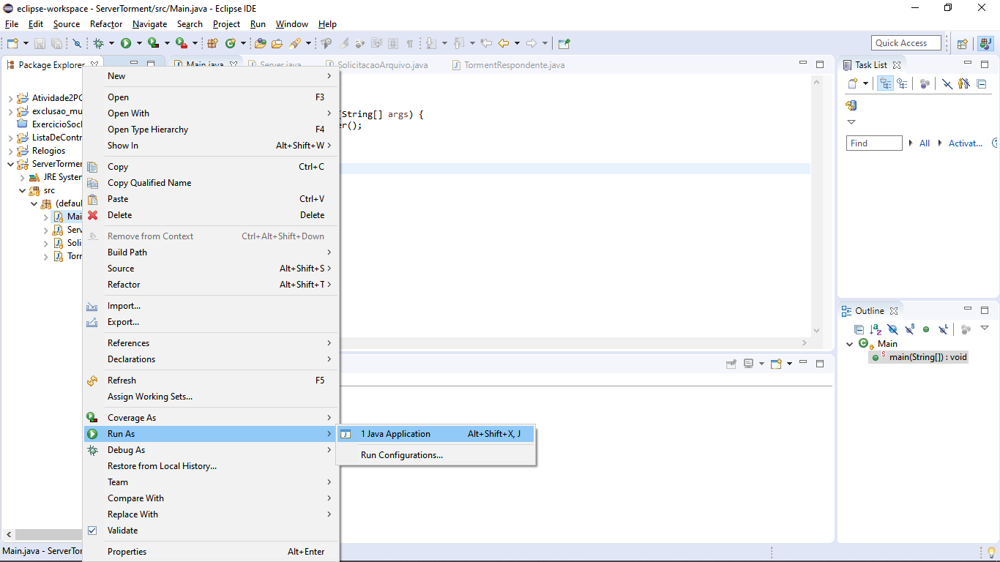 eclipse-workspace - ServerTorment/src/Main.java - Eclipse IDE
File Edit Source Refactor Navigate Search Project Run Window Help
Quick Access
Package Explorer
Main.java
Server.java
SolicitacaoArquivo.java
TormentRespondente.java
Task List
Atividade2PC
exclusao_mu
ExercicioSoc
ListaDeContr
Relogios
ServerTormen
JRE System
src
(defaul
Mai
Serv
Soli
Torr
New
Open F3
Open With
Open Type Hierarchy F4
Show In Alt+Shift+W
Copy Ctrl+C
Copy Qualified Name
Paste Ctrl+V
Delete Delete
Remove from Context Ctrl+Alt+Shift+Down
Build Path
Source Alt+Shift+S
Refactor Alt+Shift+T
Import...
Export...
References
Declarations
Refresh F5
Assign Working Sets...
Coverage As
Run As
Debug As
Restore from Local History...
Team
Compare With
Replace With
Validate
Properties Alt+Enter
1 Java Application Alt+Shift+X, J
Run Configurations...
(String[] args) {
er();
Find
All
Activat...
Outline
Main
main(String[]) : void
Main.java - ServerTor